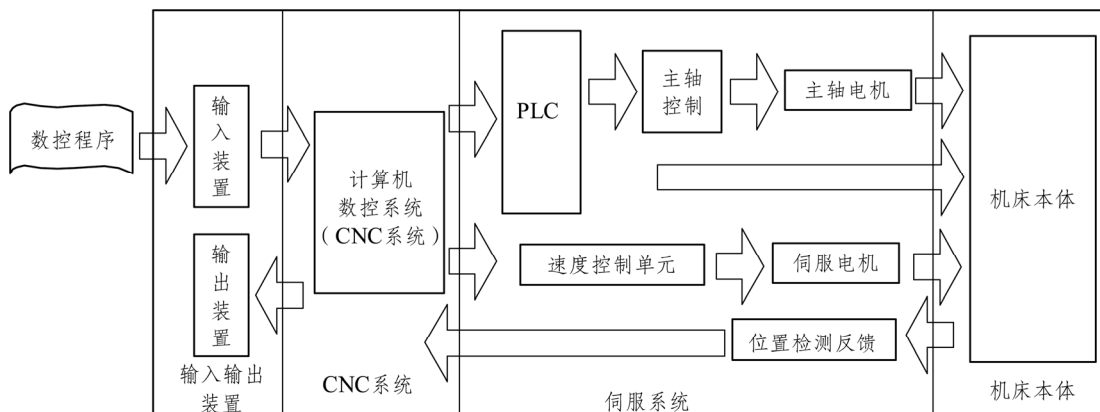 数控程序
输
入
装
置
输
出
装
置
输入输出
装置
计算机
数控系统
（CNC系统）
CNC系统
PLC
主轴
控制
主轴电机
速度控制单元
伺服电机
位置检测反馈
伺服系统
机床本体
机床本体